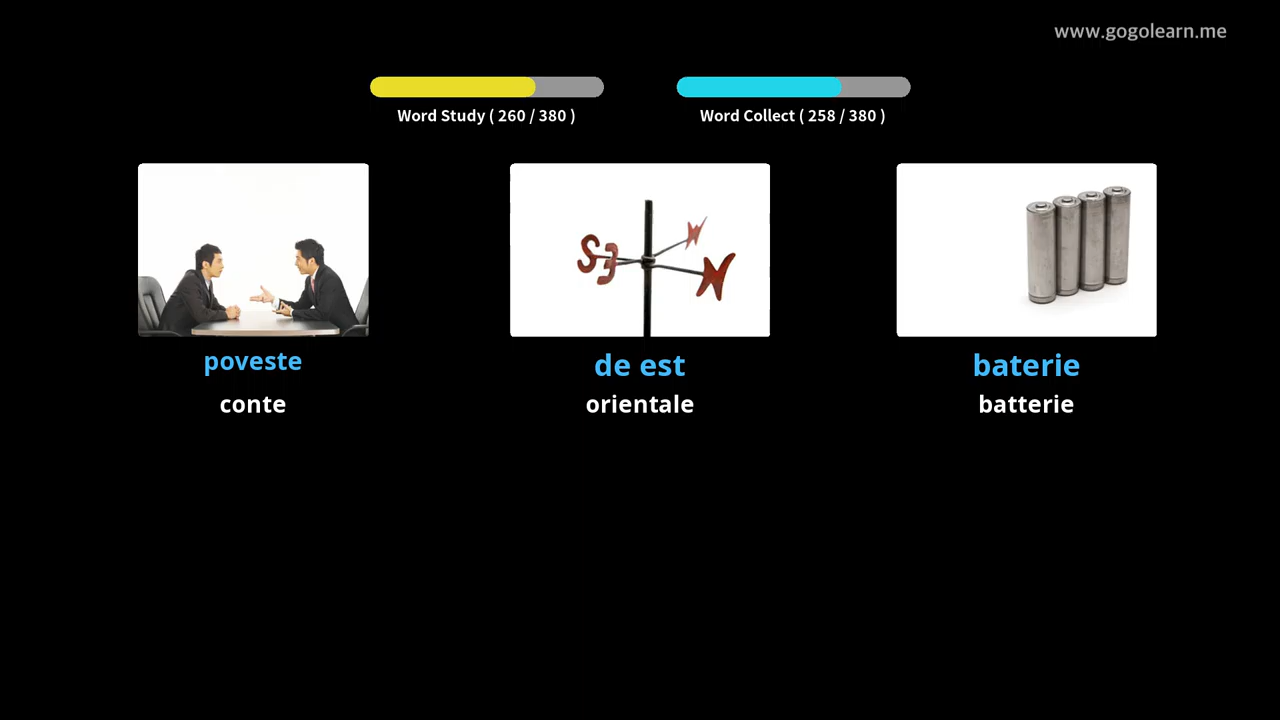 www.gogolearn.me
Word Study ( 260 / 380 )
Word Collect ( 258 / 380 )
S E N W
poveste
de est
baterie
conte
orientale
batterie